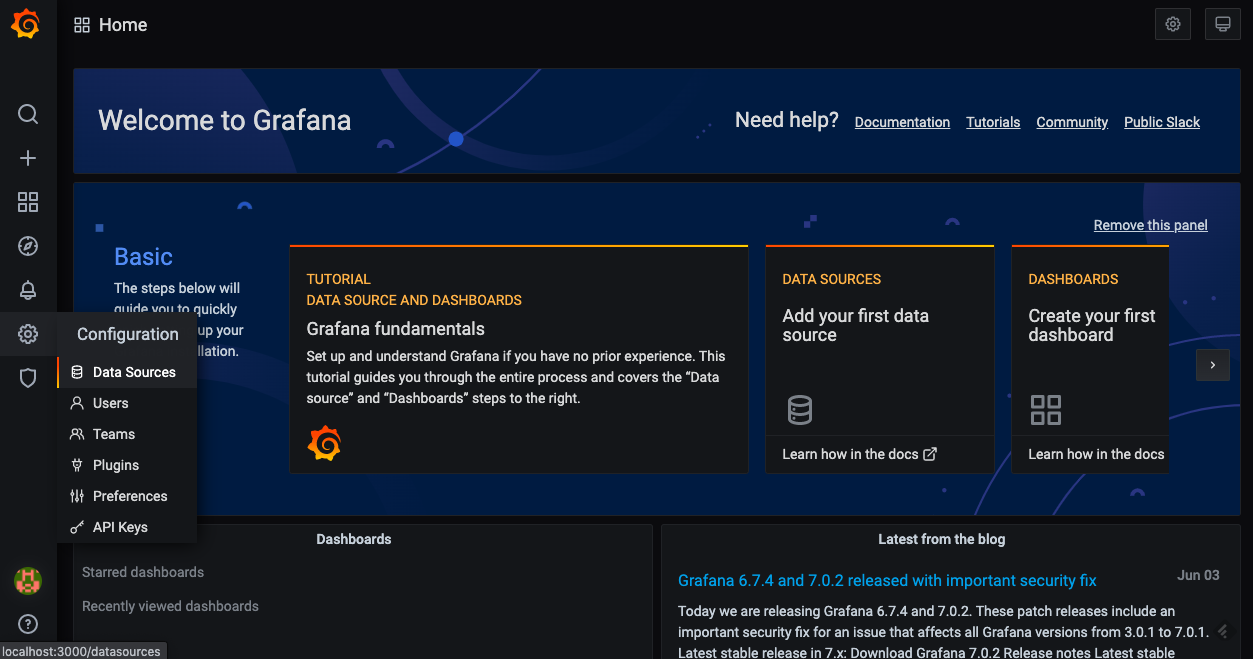 Home
Welcome to Grafana
Need help?
Documentation
Tutorials
Community
Public Slack
Remove this panel
Basic
The steps below will
guide you to quickly
up your
llation.
TUTORIAL
DATA SOURCE AND DASHBOARDS
Grafana fundamentals
Set up and understand Grafana if you have no prior experience. This
tutorial guides you through the entire process and covers the “Data
source” and “Dashboards” steps to the right.
DATA SOURCES
Add your first data
source
Learn how in the docs
DASHBOARDS
Create your first
dashboard
Learn how in the docs
Configuration
Data Sources
Users
Teams
Plugins
Preferences
API Keys
Dashboards
Starred dashboards
Recently viewed dashboards
Latest from the blog
Grafana 6.7.4 and 7.0.2 released with important security fix
Jun 03
Today we are releasing Grafana 6.7.4 and 7.0.2. These patch releases include an
important security fix for an issue that affects all Grafana versions from 3.0.1 to 7.0.1.
Latest stable release in 7.x: Download Grafana 7.0.2 Release notes Latest stable
localhost:3000/datasources